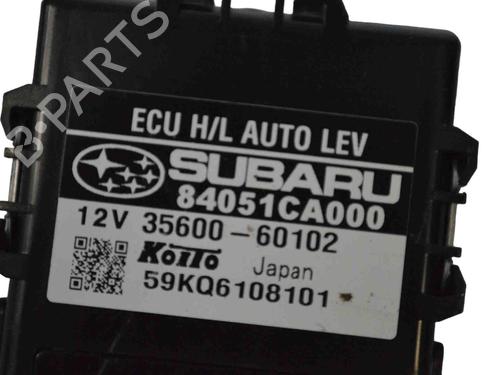 B-PARTS
ECU H/L AUTO LEV
SUBARU
84051CA000
12V 35600-60102
KOITO Japan
59KQ6108101